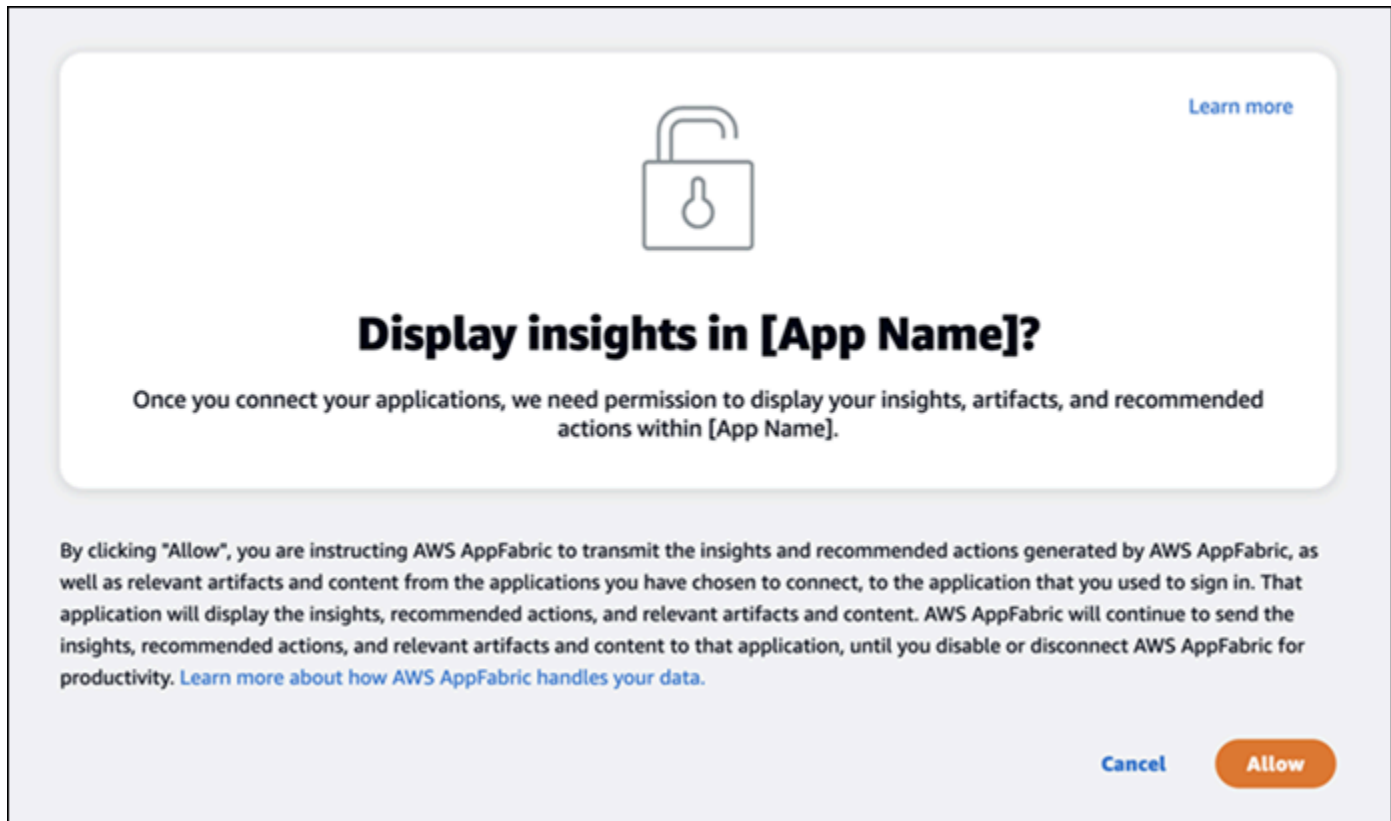 Learn more
Display insights in [App Name]?
Once you connect your applications, we need permission to display your insights, artifacts, and recommended
actions within [App Name].
By clicking "Allow", you are instructing AWS AppFabric to transmit the insights and recommended actions generated by AWS AppFabric, as
well as relevant artifacts and content from the applications you have chosen to connect, to the application that you used to sign in. That
application will display the insights, recommended actions, and relevant artifacts and content. AWS AppFabric will continue to send the
insights, recommended actions, and relevant artifacts and content to that application, until you disable or disconnect AWS AppFabric for
productivity. Learn more about how AWS AppFabric handles your data.
Cancel
Allow